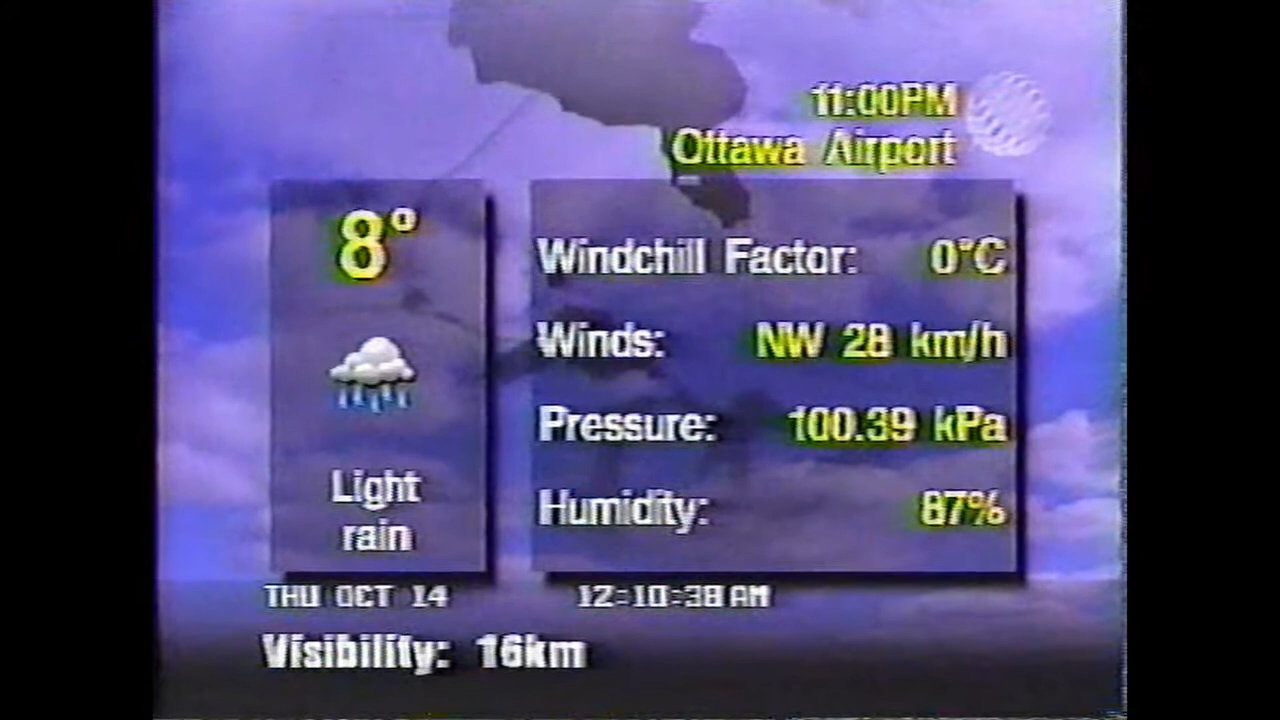 11:00PM
Ottawa Airport
8°
Light
rain
Windchill Factor: 0°C
Winds: NW 28 km/h
Pressure: 100.39 kPa
Humidity: 87%
THU OCT 14 12:10:38 AM
Visibility: 16km